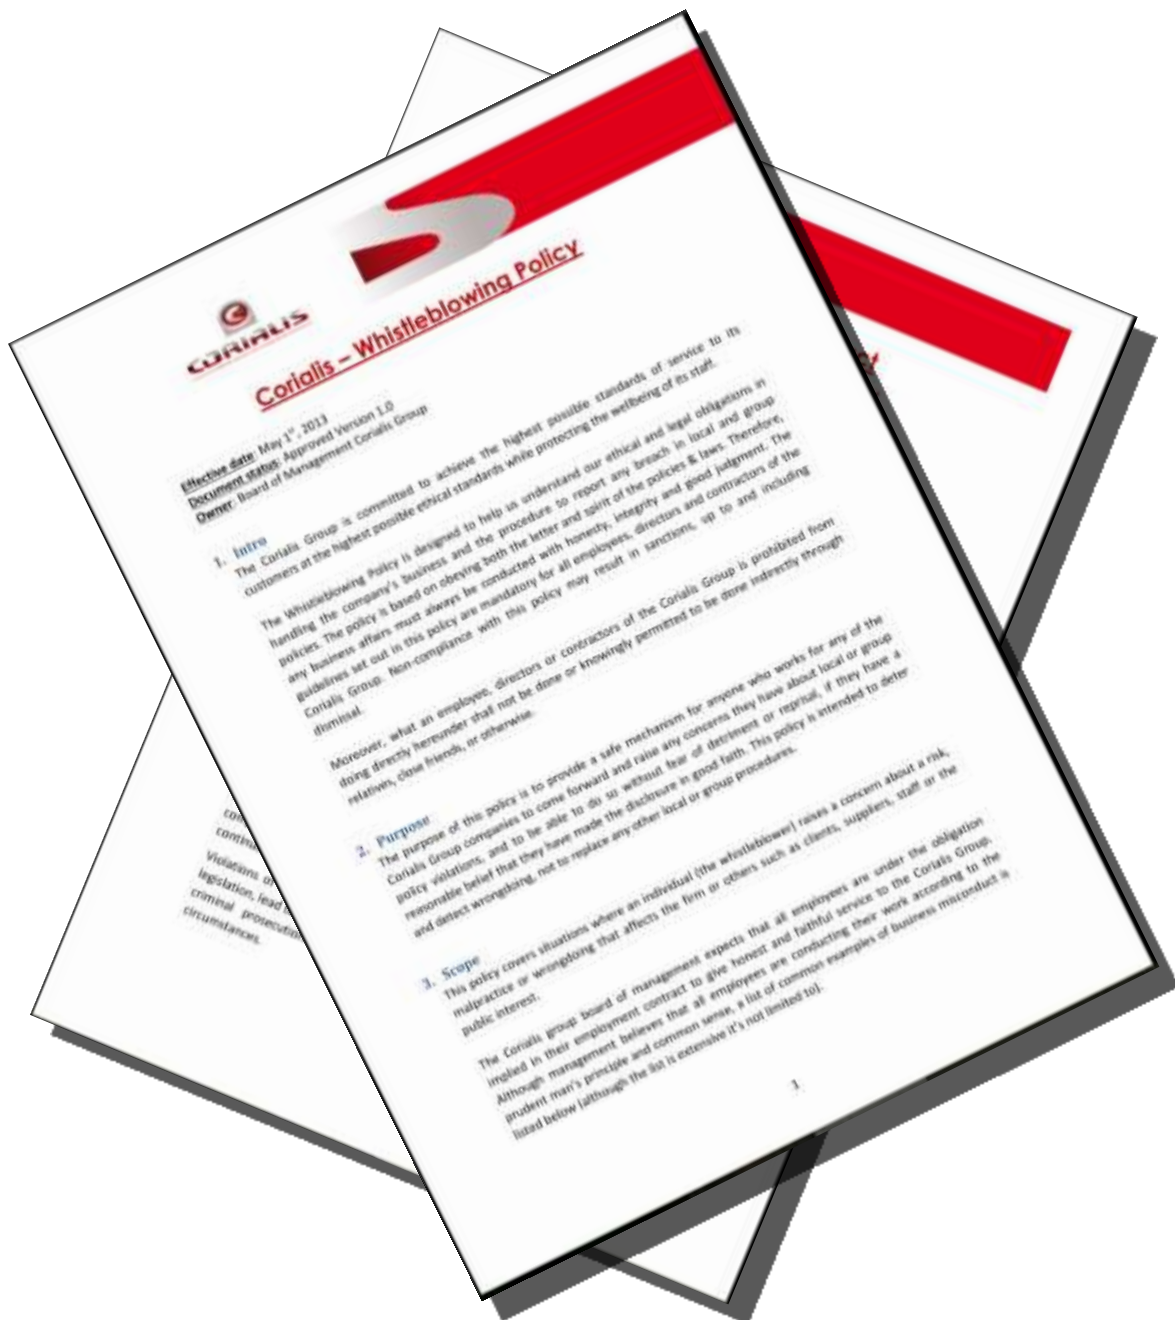 CORIALIS
Corialis – Whistleblowing Policy
Effective date: May 1st, 2013
Document status: Approved Version 1.0
Owner: Board of Management Corialis Group
1. Intro
The Corialis Group is committed to achieve the highest possible standards of service to its
customers at the highest possible ethical standards while protecting the wellbeing of its staff.
The Whistleblowing Policy is designed to help us understand our ethical and legal obligations in
handling the company's business and the procedure to report any breach in local and group
policies. The policy is based on obeying both the letter and spirit of the policies & laws. Therefore,
any business affairs must always be conducted with honesty, integrity and good judgment. The
guidelines set out in this policy are mandatory for all employees, directors and contractors of the
Corialis Group. Non-compliance with this policy may result in sanctions, up to and including
dismissal.
Moreover, what an employee, directors or contractors of the Corialis Group is prohibited from
doing directly hereunder shall not be done or knowingly permitted to be done indirectly through
relatives, close friends, or otherwise.
2. Purpose
The purpose of this policy is to provide a safe mechanism for anyone who works for any of the
Corialis Group companies to come forward and raise any concerns they have about local or group
policy violations, and to be able to do so without fear of detriment or reprisal, if they have a
reasonable belief that they have made the disclosure in good faith. This policy is intended to deter
and detect wrongdoing, not to replace any other local or group procedures.
3. Scope
This policy covers situations where an individual (the whistleblower) raises a concern about a risk,
malpractice or wrongdoing that affects the firm or others such as clients, suppliers, staff or the
public interest.
The Corialis group board of management expects that all employees are under the obligation
implied in their employment contract to give honest and faithful service to the Corialis Group.
Although management believes that all employees are conducting their work according to the
prudent man's principle and common sense, a list of common examples of business misconduct is
listed below (although the list is extensive it's not limited to).
1
Violations
legislation, lead
criminal
circumstances.